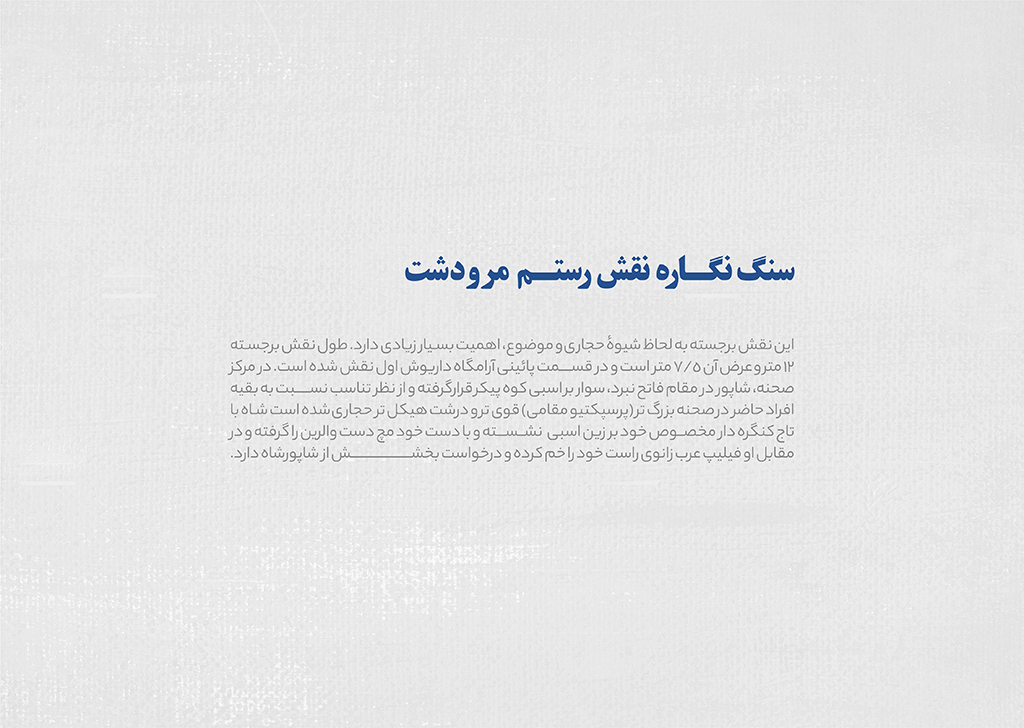 سنگ نگاره نقش رستم مرودشت
این نقش برجسته به لحاظ شیوهٔ حجاری و موضوع، اهمیت بسیار زیادی دارد. طول نقش برجسته
۱۲ متر و عرض آن ۷/۵ متر است و در قسمت پائینی آرامگاه داریوش اول نقش شده است. در مرکز
صحنه، شاپور در مقام فاتح نبرد، سوار بر اسبی کوه پیکر قرار گرفته و از نظر تناسب نسبت به بقیه
افراد حاضر در صحنه بزرگ تر (پرسپکتیو مقامی) قوی تر و درشت هیکل تر حجاری شده است شاه با
تاج کنگره دار مخصوص خود بر زین اسبی نشسته و با دست خود مچ دست والرین را گرفته و در
مقابل او فیلیپ عرب زانوی راست خود را خم کرده و درخواست بخشش از شاپورشاه دارد.